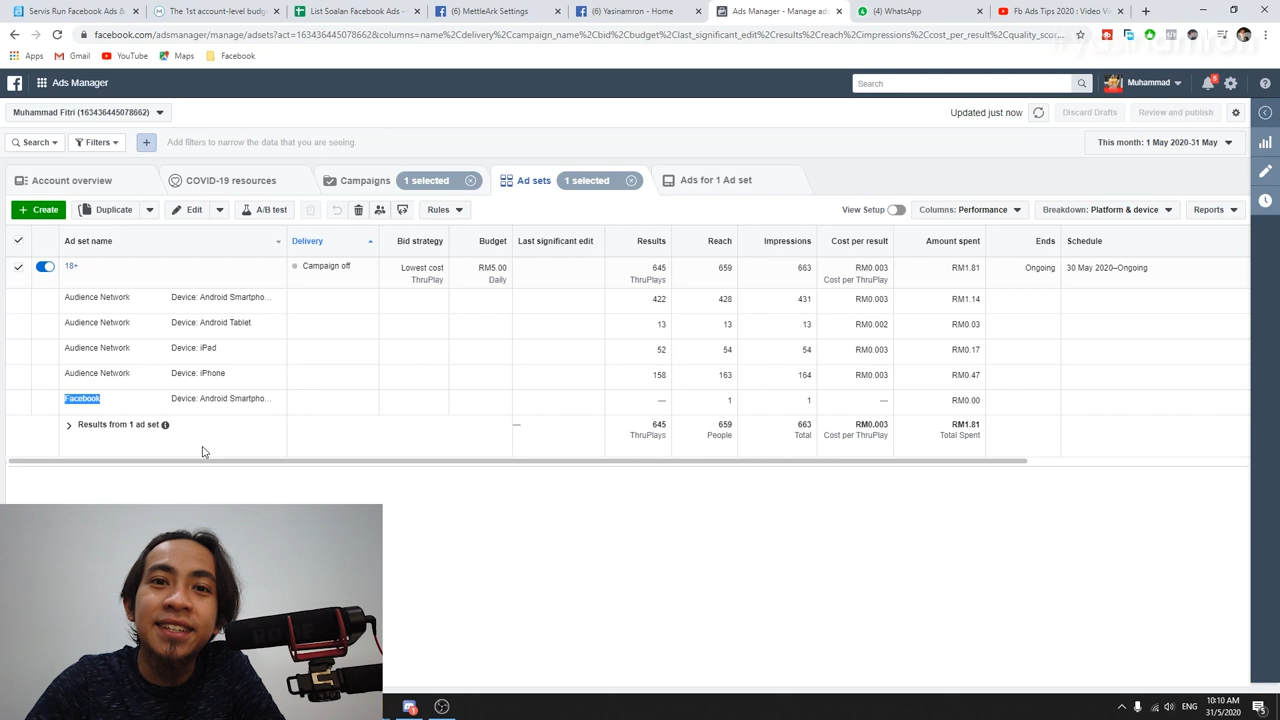 Servis Run Facebook Ads &
The 1st account-level budg
List Soalan Facebook Ads -
(6) MettleArk Settings
(6) Yasinamron - Home
Ads Manager - Manage ads
(4) WhatsApp
Fb Ads Tips 2020 | Video Vi
facebook.com/adsmanager/manage/adsets?act=163436445078662&columns=name%2Cdelivery%2Ccampaign_name%2Cbid%2Cbudget%2Clast_significant_edit%2Cresults%2Creach%2Cimpressions%2Ccost_per_result%2Cquality_sco...
Apps Gmail YouTube Maps Facebook
Ads Manager Search Muhammad 5
Muhammad Fitri (163436445078662) Updated just now Discard Drafts Review and publish
Search Filters + Add filters to narrow the data that you are seeing. This month: 1 May 2020-31 May
Account overview COVID-19 resources Campaigns 1 selected Ad sets 1 selected Ads for 1 Ad set
+ Create Duplicate Edit A/B test Rules View Setup Columns: Performance Breakdown: Platform & device Reports
Ad set name Delivery Bid strategy Budget Last significant edit Results Reach Impressions Cost per result Amount spent Ends Schedule
18+ Campaign off Lowest cost RM5.00 645 659 663 RM0.003 RM1.81 Ongoing 30 May 2020–Ongoing
ThruPlay Daily ThruPlays Cost per ThruPlay
Audience Network Device: Android Smartpho... 422 428 431 RM0.003 RM1.14
Audience Network Device: Android Tablet 13 13 13 RM0.002 RM0.03
Audience Network Device: iPad 52 54 54 RM0.003 RM0.17
Audience Network Device: iPhone 158 163 164 RM0.003 RM0.47
Facebook Device: Android Smartpho... — 1 1 — RM0.00
Results from 1 ad set — 645 659 663 RM0.003 RM1.81
ThruPlays People Total Cost per ThruPlay Total Spent
RØDE
ENG
10:10 AM
31/5/2020
5